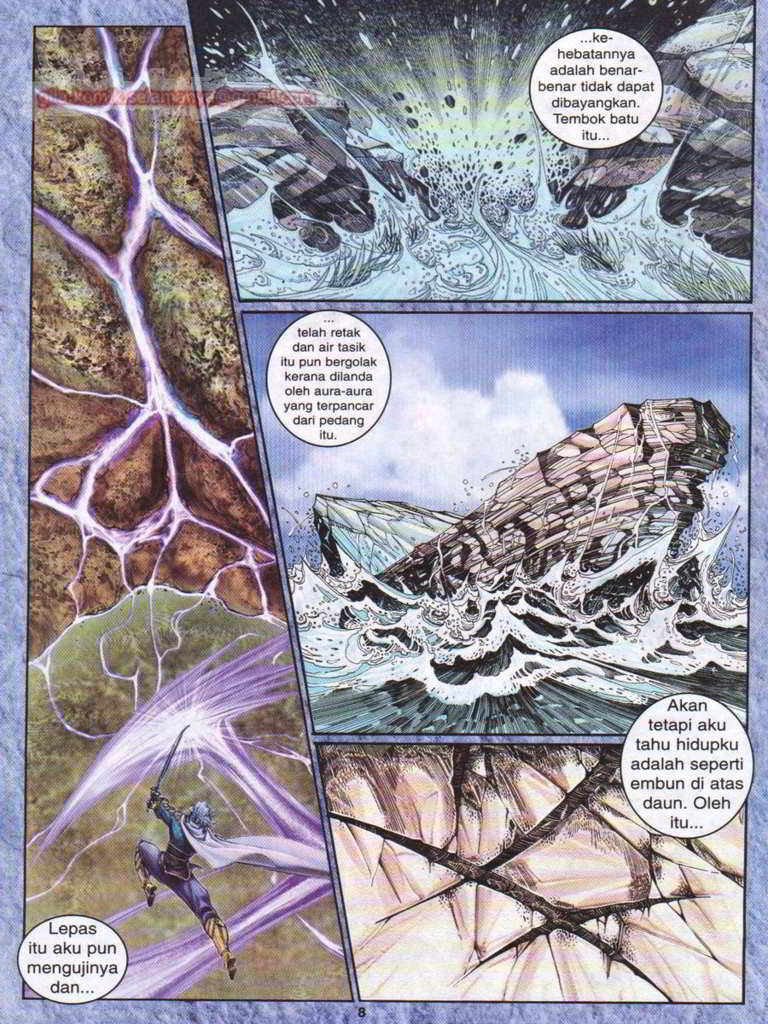 Lepas
itu aku pun
mengujinya
dan...
...ke-
hebatannya
adalah benar-
benar tidak dapat
dibayangkan.
Tembok batu
itu...
...
telah retak
dan air tasik
itu pun bergolak
kerana dilanda
oleh aura-aura
yang terpancar
dari pedang
itu.
Akan
tetapi aku
tahu hidupku
adalah seperti
embun di atas
daun. Oleh
itu...
8